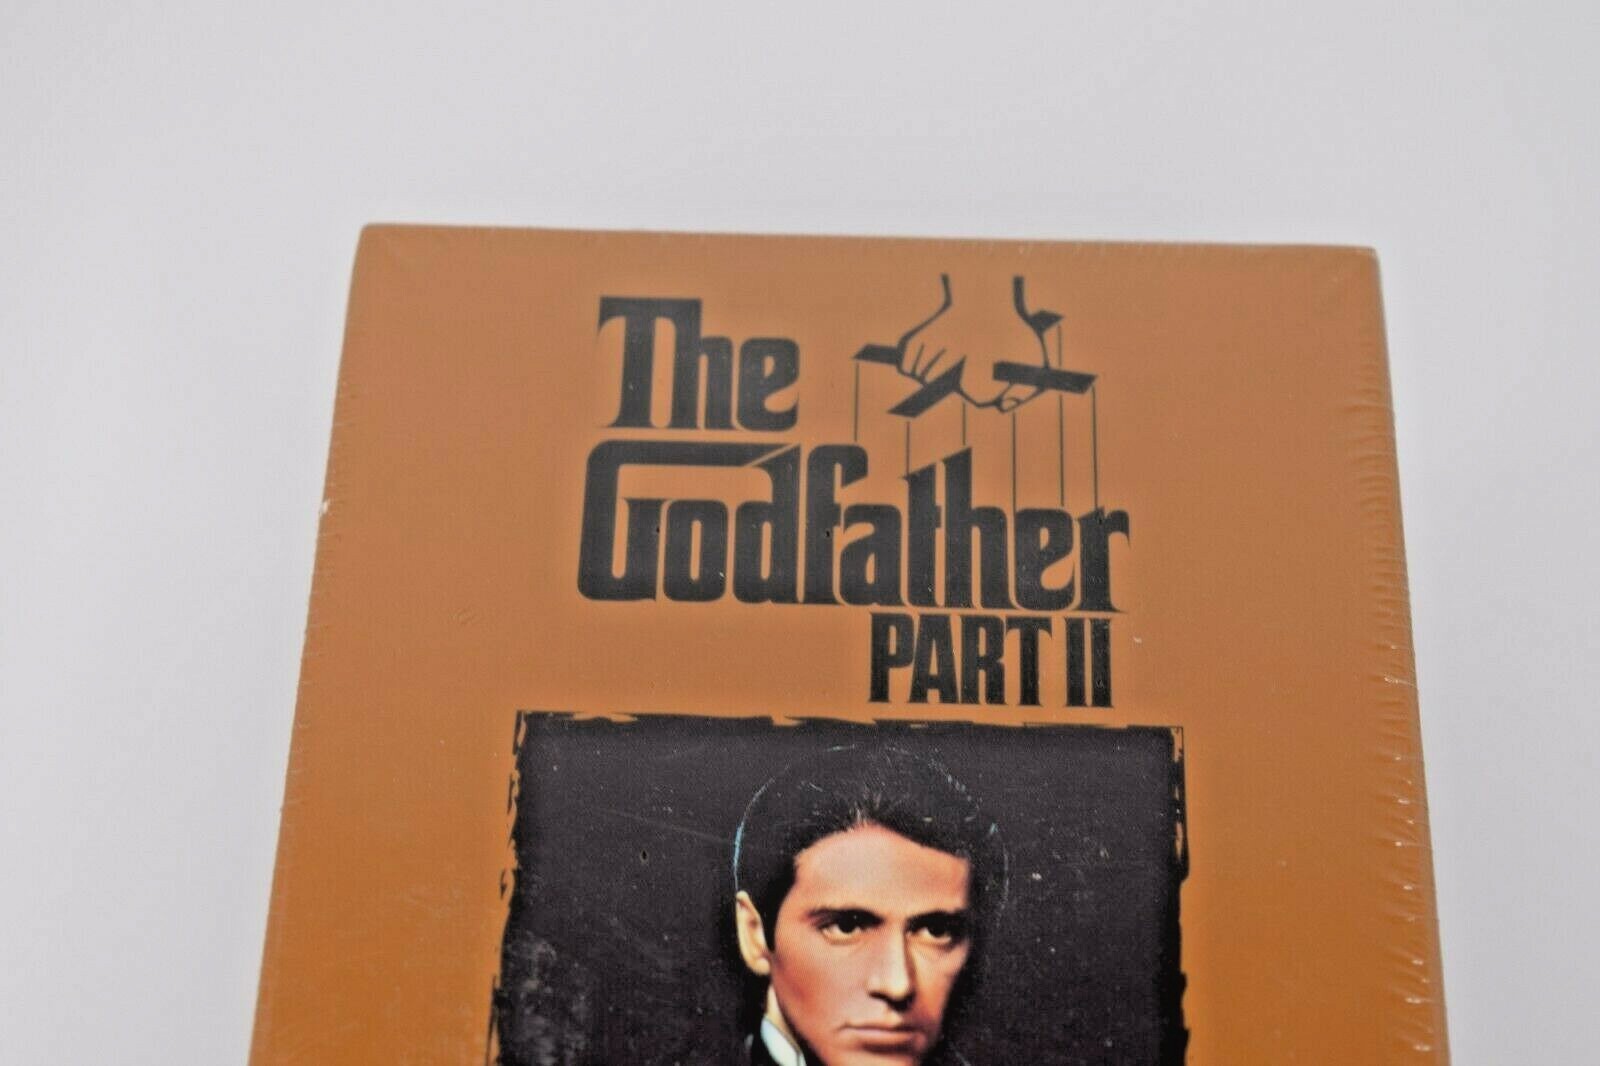 The
Godfather
PART II